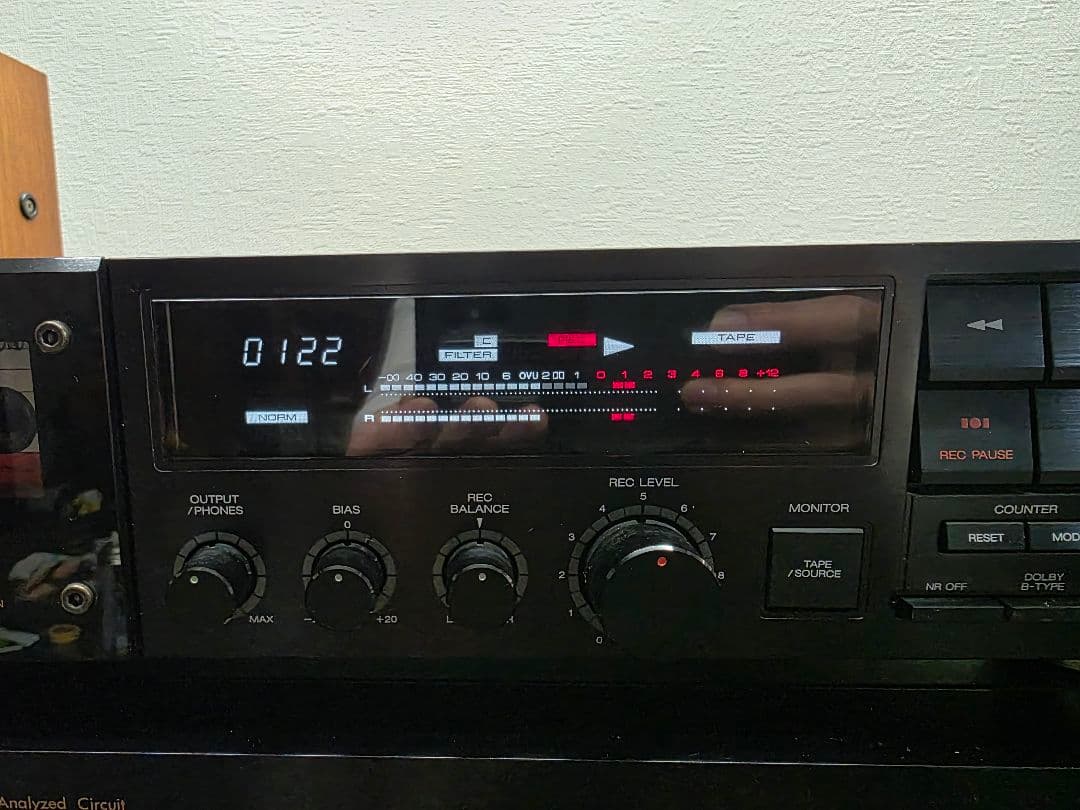 0122
C
FILTER
TAPE
-∞ 40 30 20 10 6 0VU 2 1 0 1 2 3 4 6 8 +12
L
NORM
R
REC PAUSE
OUTPUT
/PHONES
MAX
BIAS
0
+20
REC
BALANCE
REC LEVEL
0 1 2 3 4 5 6 7 8
MONITOR
TAPE
/SOURCE
COUNTER
RESET
MOD
NR OFF
DOLBY
B-TYPE
Analyzed Circuit